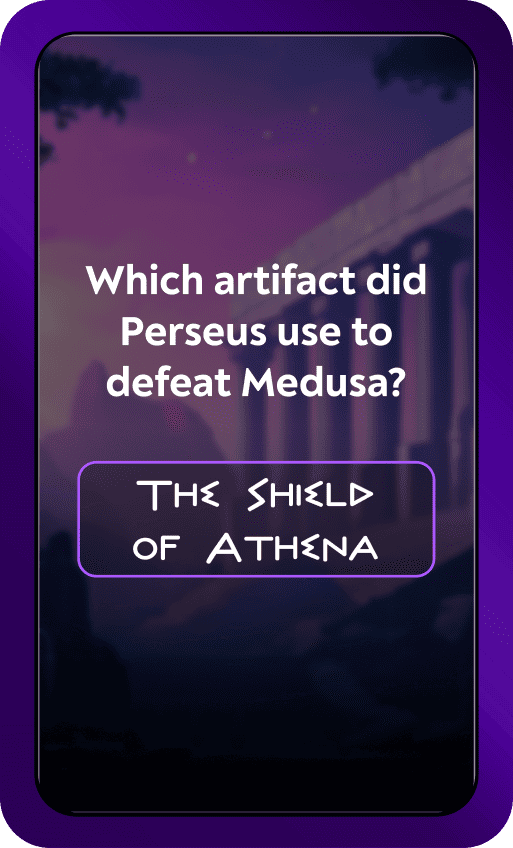 Which artifact did
Perseus use to
defeat Medusa?
The Shield
of Athena